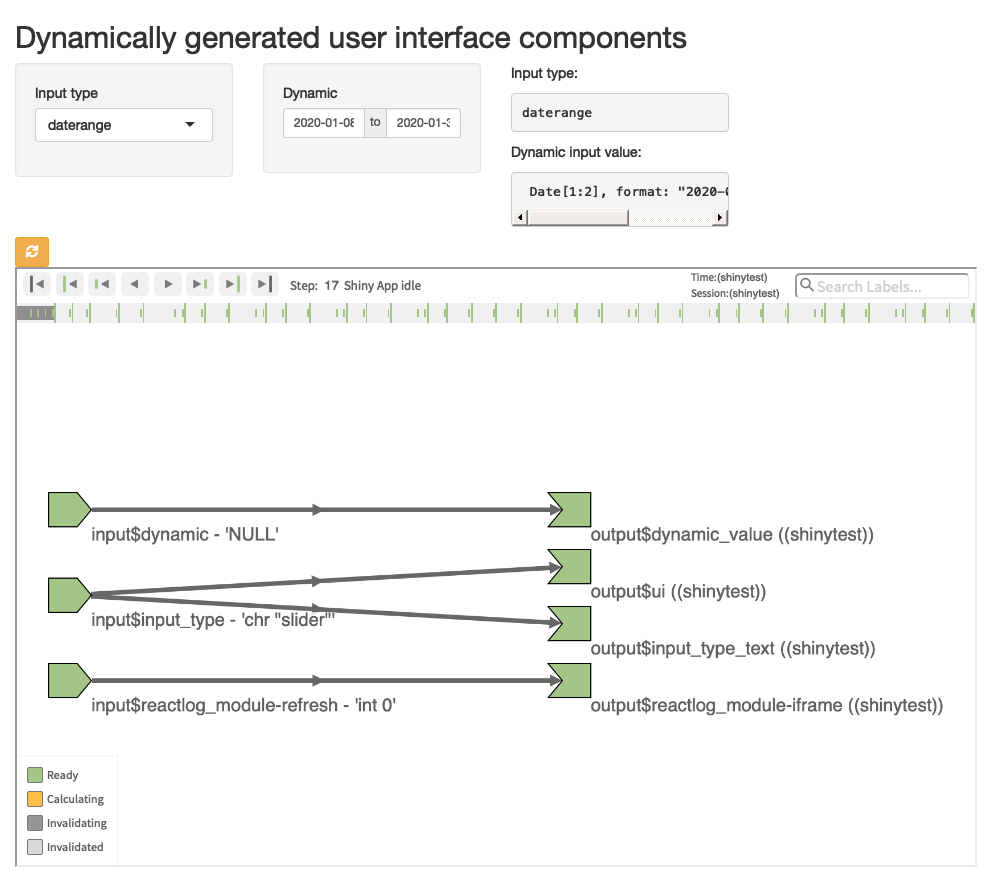 Dynamically generated user interface components
Input type
daterange
Dynamic
2020-01-08 to 2020-01-3
Input type:
daterange
Dynamic input value:
Date[1:2], format: "2020-0
Step: 17 Shiny App idle
Time:(shinytest)
Session:(shinytest)
Search Labels...
input$dynamic - 'NULL'
output$dynamic_value ((shinytest))
output$ui ((shinytest))
input$input_type - 'chr "slider"'
output$input_type_text ((shinytest))
input$reactlog_module-refresh - 'int 0'
output$reactlog_module-iframe ((shinytest))
Ready
Calculating
Invalidating
Invalidated